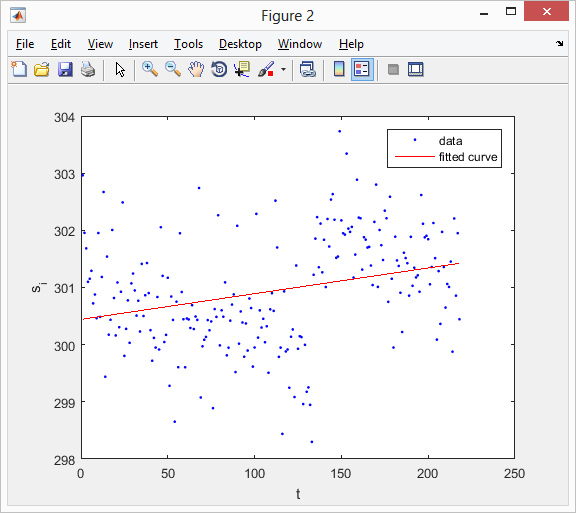 Figure 2
File Edit View Insert Tools Desktop Window Help
304
303
302
301
300
299
298
0 50 100 150 200 250
s_i
t
data
fitted curve